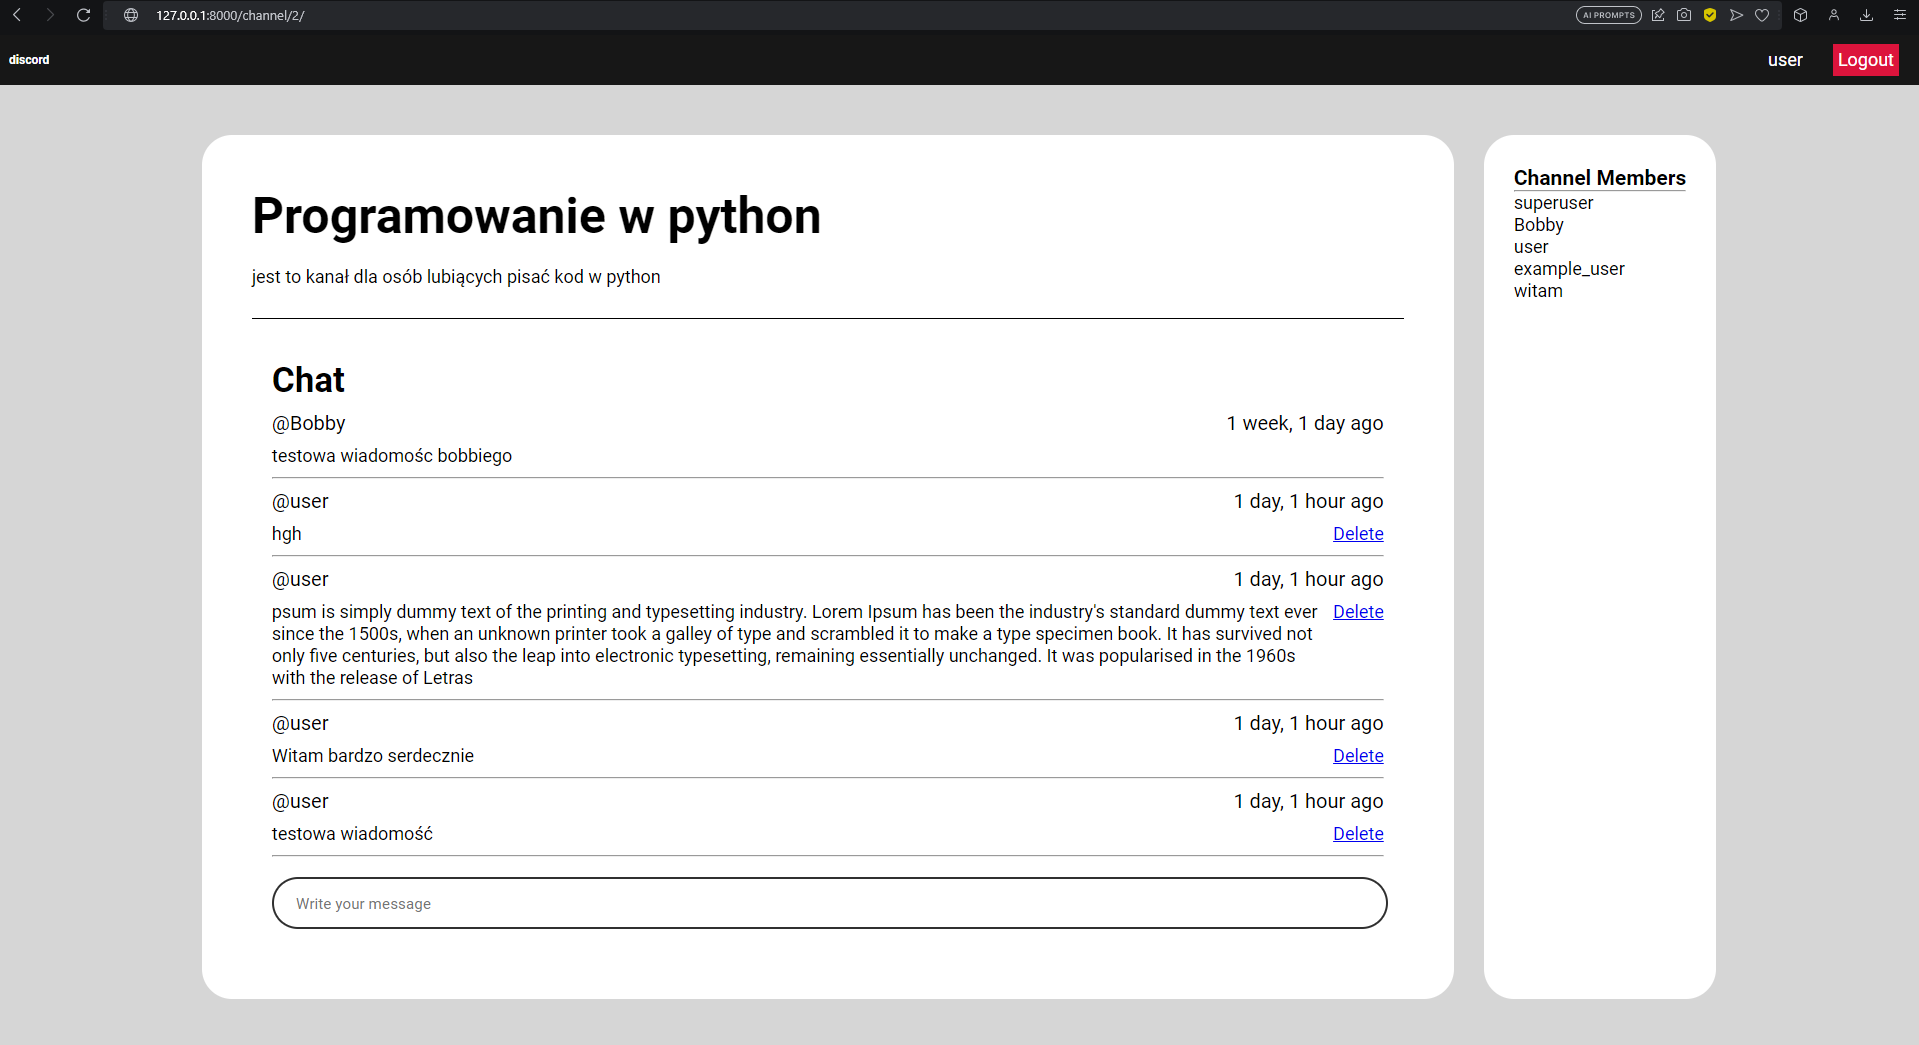 127.0.0.1:8000/channel/2/
AI PROMPTS
discord
user
Logout
Programowanie w python
jest to kanał dla osób lubiących pisać kod w python
Chat
@Bobby
1 week, 1 day ago
testowa wiadomośc bobbiego
@user
1 day, 1 hour ago
hgh
Delete
@user
1 day, 1 hour ago
psum is simply dummy text of the printing and typesetting industry. Lorem Ipsum has been the industry's standard dummy text ever
since the 1500s, when an unknown printer took a galley of type and scrambled it to make a type specimen book. It has survived not
only five centuries, but also the leap into electronic typesetting, remaining essentially unchanged. It was popularised in the 1960s
with the release of Letras
Delete
@user
1 day, 1 hour ago
Witam bardzo serdecznie
Delete
@user
1 day, 1 hour ago
testowa wiadomość
Delete
Write your message
Channel Members
superuser
Bobby
user
example_user
witam